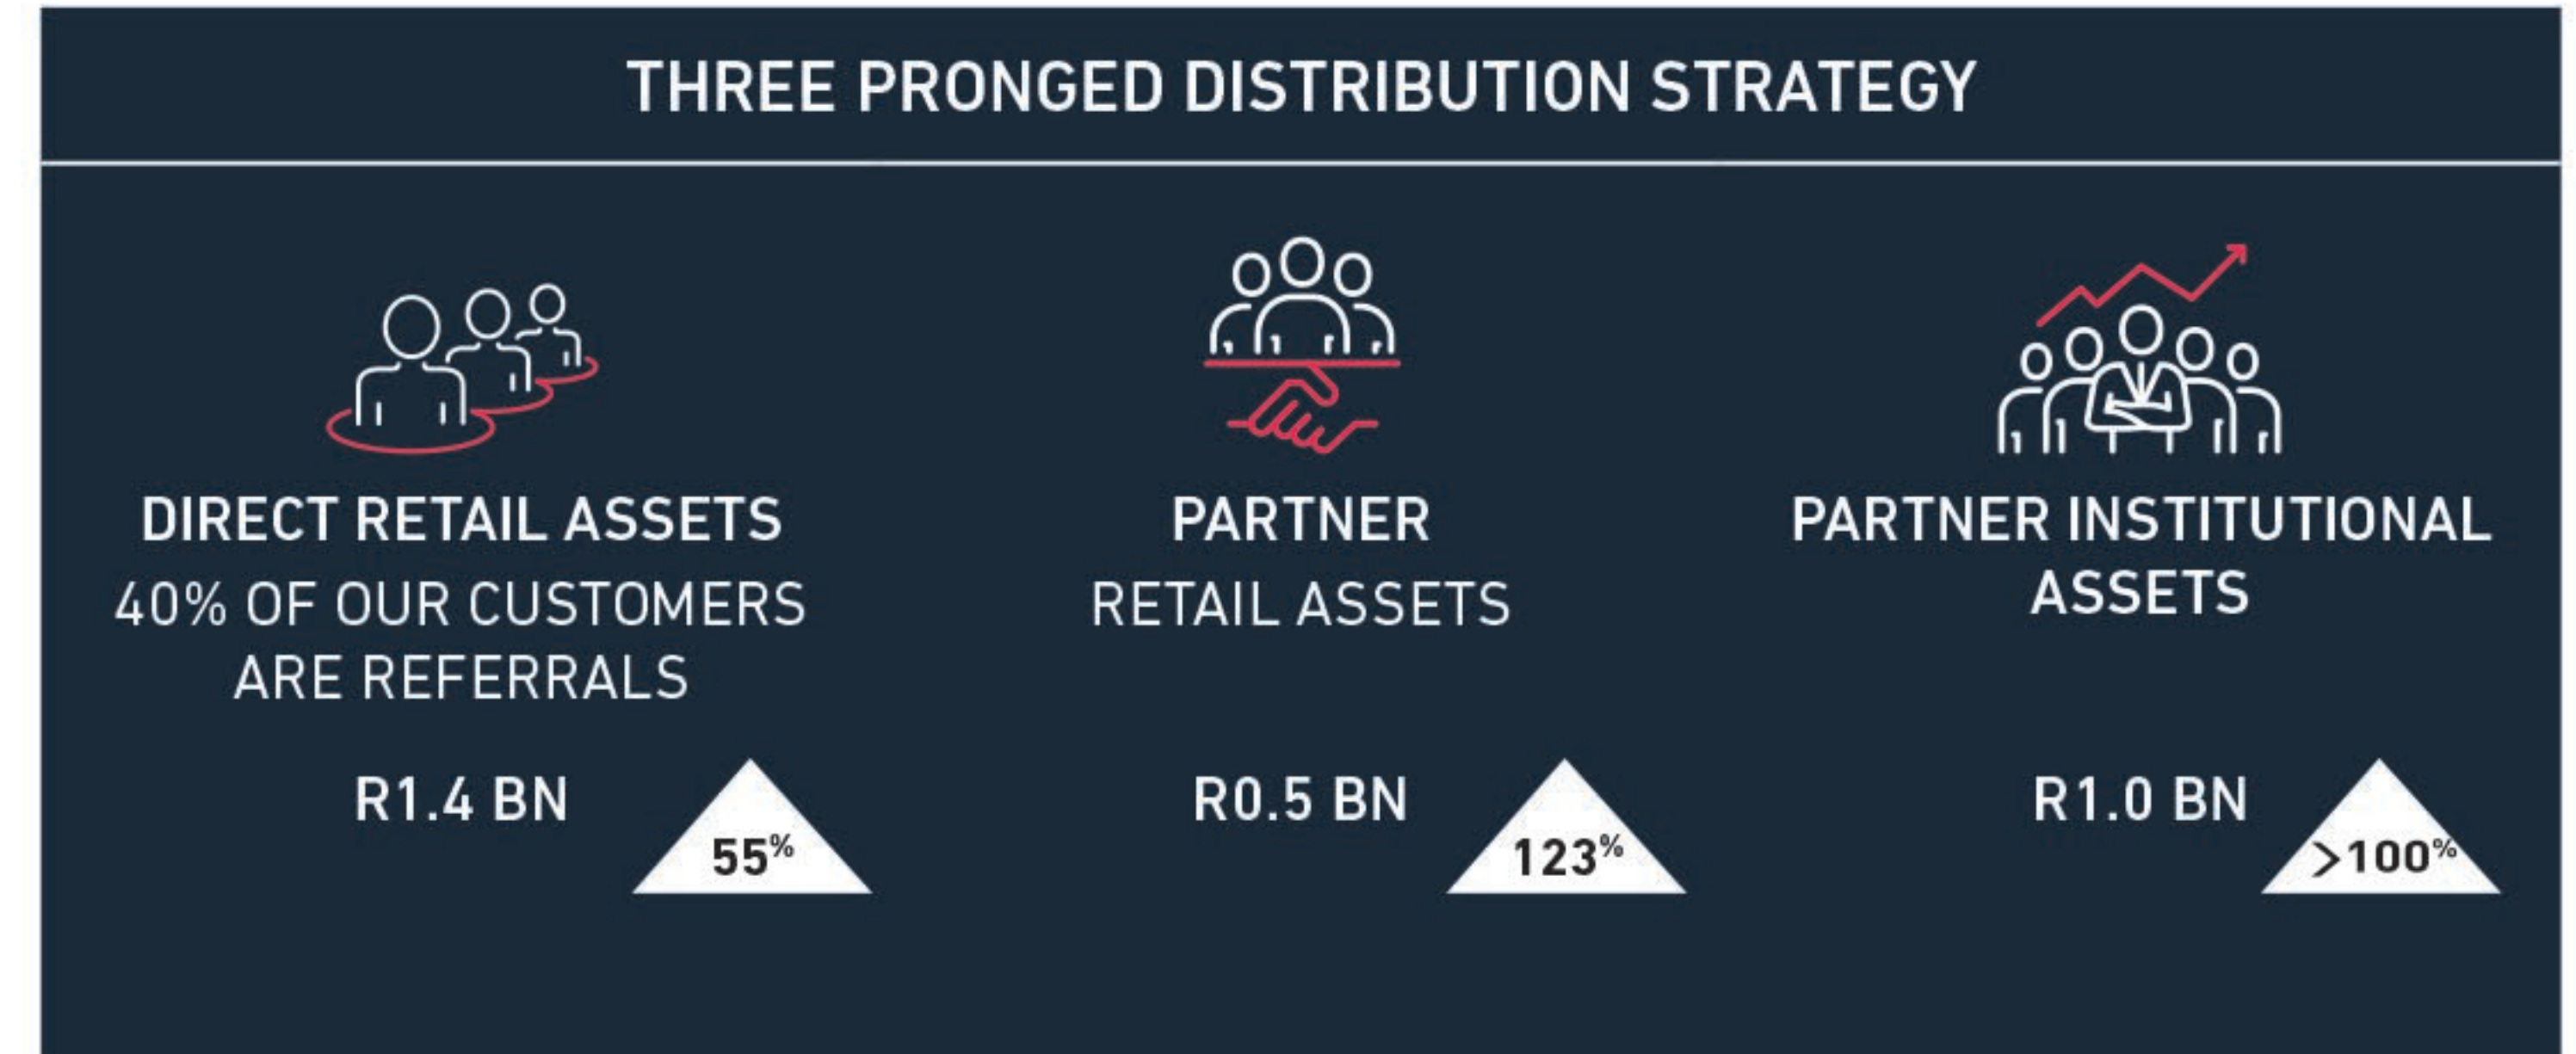 THREE PRONGED DISTRIBUTION STRATEGY
DIRECT RETAIL ASSETS
40% OF OUR CUSTOMERS
ARE REFERRALS
R1.4 BN
55%
PARTNER
RETAIL ASSETS
R0.5 BN
123%
PARTNER INSTITUTIONAL
ASSETS
R1.0 BN
>100%